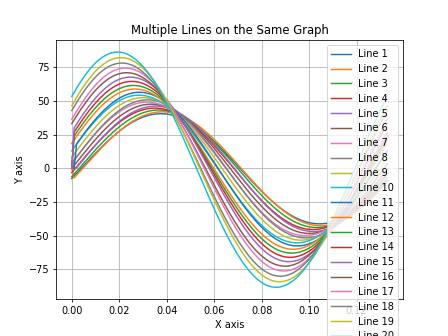 Multiple Lines on the Same Graph
Y axis
75
50
25
0
−25
−50
−75
0.00
0.02
0.04
0.06
0.08
0.10
X axis
Line 1
Line 2
Line 3
Line 4
Line 5
Line 6
Line 7
Line 8
Line 9
Line 10
Line 11
Line 12
Line 13
Line 14
Line 15
Line 16
Line 17
Line 18
Line 19
Line 20